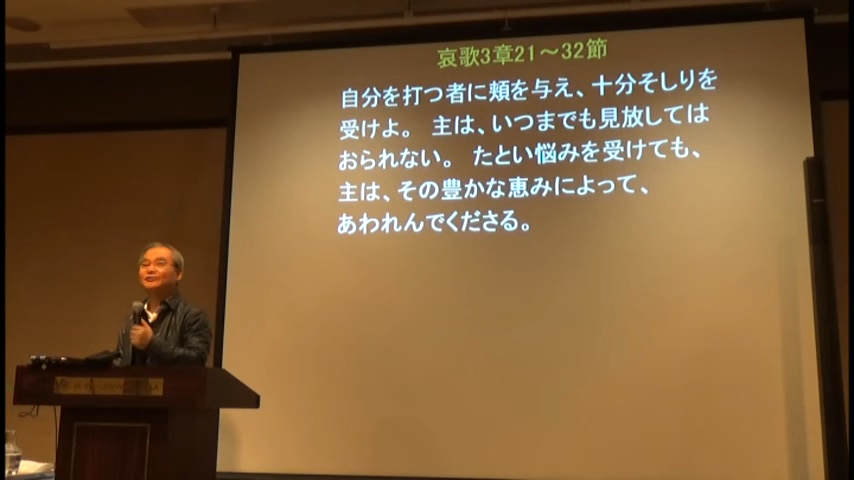 哀歌3章21～32節
自分を打つ者に頬を与え、十分そしりを
受けよ。 主は、いつまでも見放しては
おられない。 たとい悩みを受けても、
主は、その豊かな恵みによって、
あわれんでくださる。